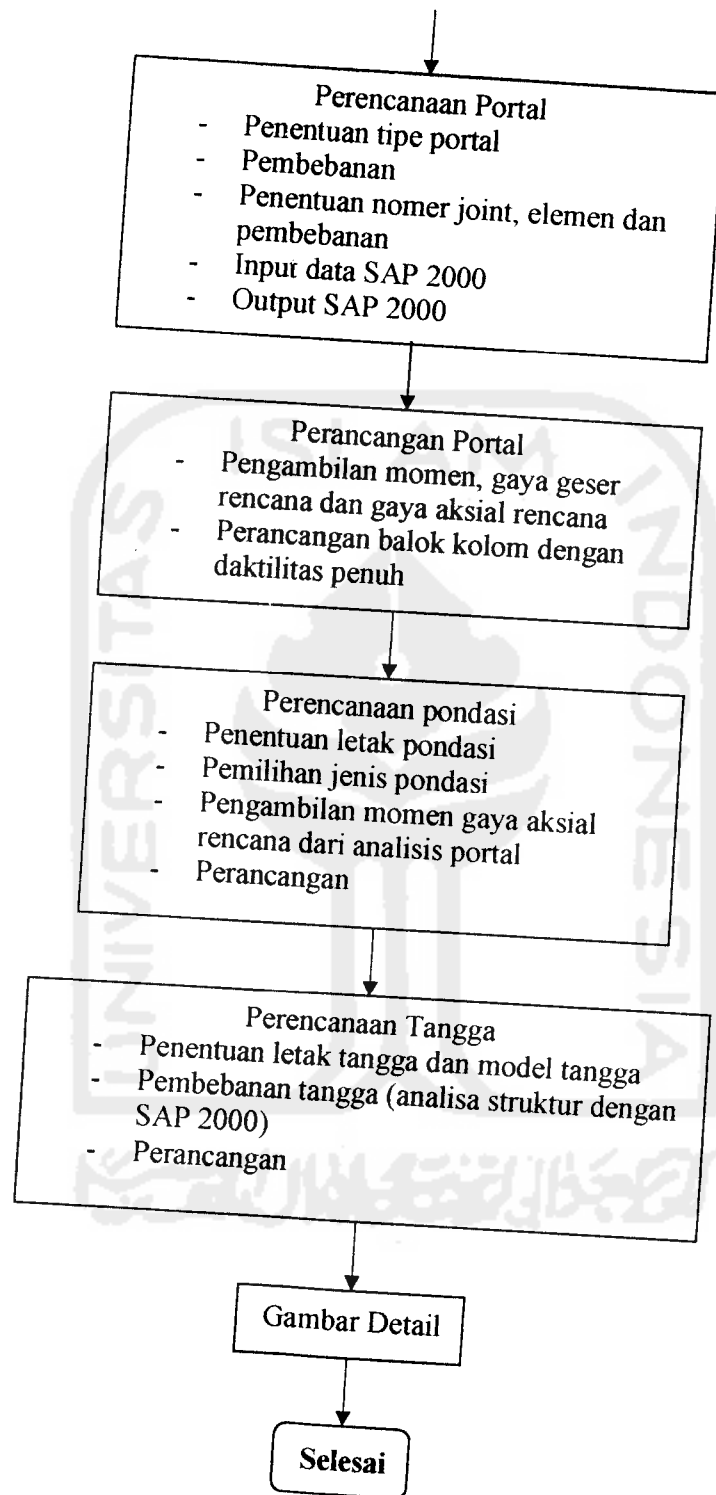 Perencanaan Portal
- Penentuan tipe portal
- Pembebanan
- Penentuan nomer joint, elemen dan
pembebanan
- Input data SAP 2000
- Output SAP 2000
Perancangan Portal
- Pengambilan momen, gaya geser
rencana dan gaya aksial rencana
- Perancangan balok kolom dengan
daktilitas penuh
Perencanaan pondasi
- Penentuan letak pondasi
- Pemilihan jenis pondasi
- Pengambilan momen gaya aksial
rencana dari analisis portal
- Perancangan
Perencanaan Tangga
- Penentuan letak tangga dan model tangga
- Pembebanan tangga (analisa struktur dengan
SAP 2000)
- Perancangan
Gambar Detail
Selesai
UNIVERSITAS
ISLAM
INDONESIA